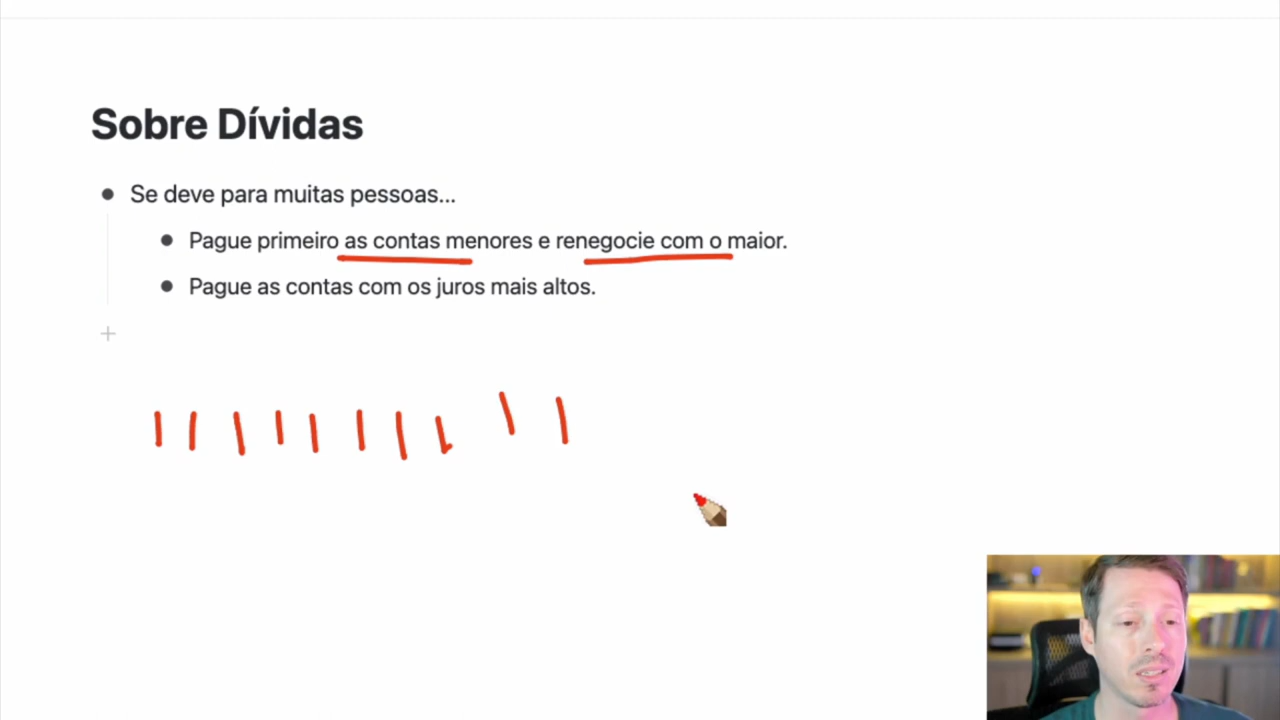 Sobre Dívidas
Se deve para muitas pessoas...
Pague primeiro as contas menores e renegocie com o maior.
Pague as contas com os juros mais altos.